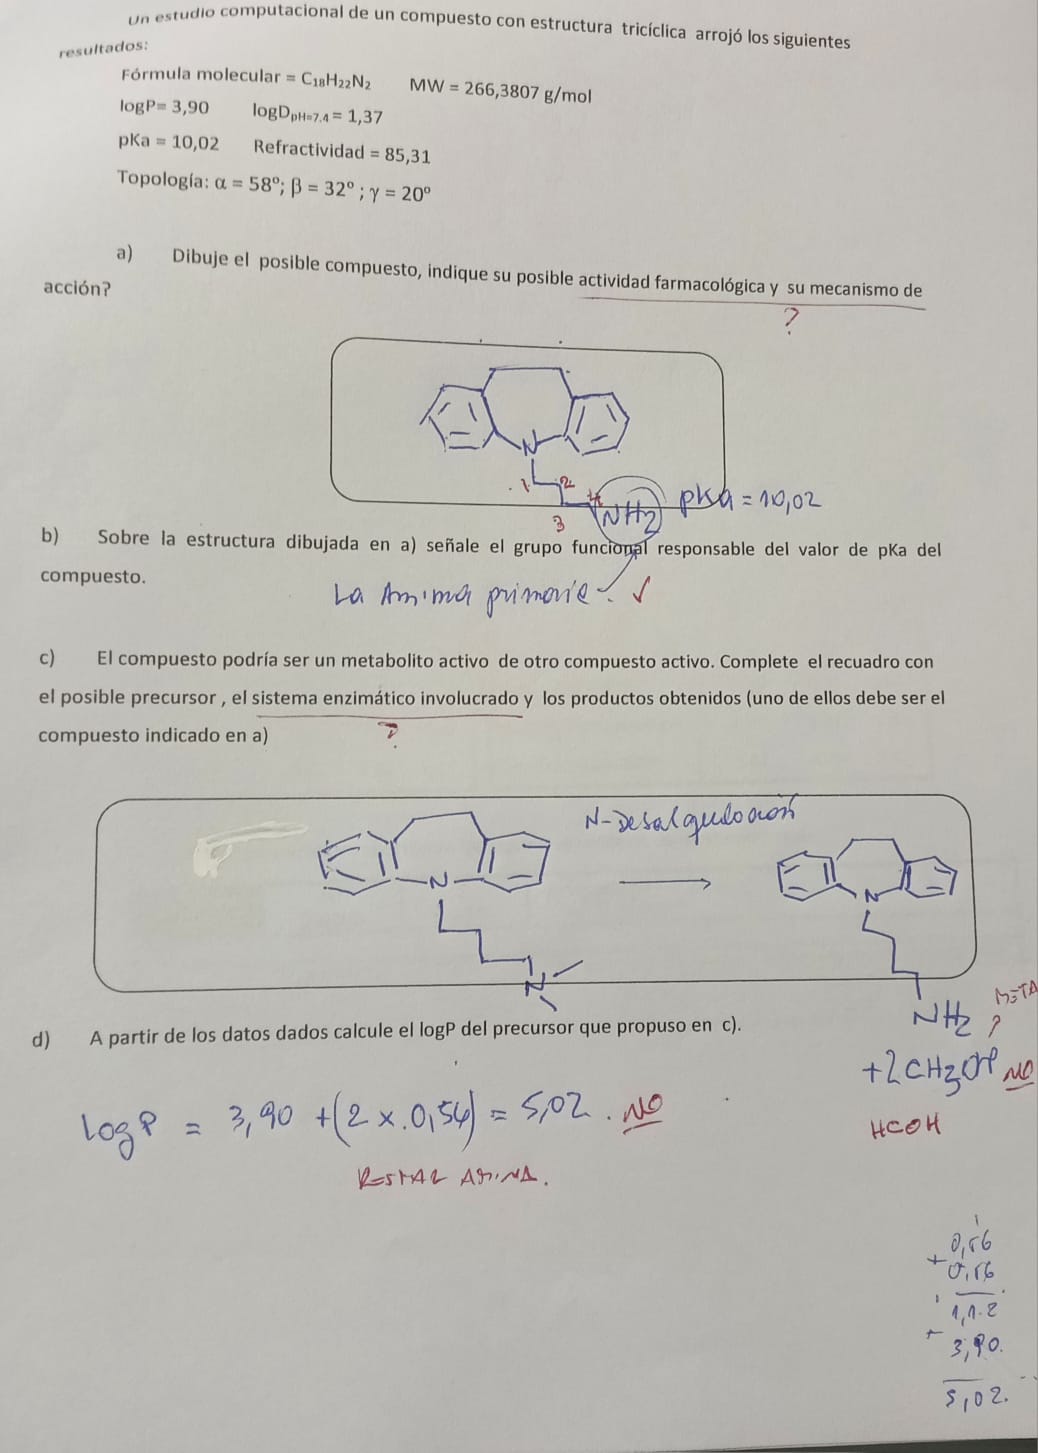 Un estudio computacional de un compuesto con estructura tricíclica arrojó los siguientes
resultados:
Fórmula molecular = C₁₈H₂₂N₂ MW = 266,3807 g/mol
logP= 3,90 logD_pH=7.4 = 1,37
pKa = 10,02 Refractividad = 85,31
Topología: α = 58°; β = 32° ; γ = 20°
a) Dibuje el posible compuesto, indique su posible actividad farmacológica y su mecanismo de
acción?
?
N
1 2
3 4
NH₂ pKa = 10,02
b) Sobre la estructura dibujada en a) señale el grupo funcional responsable del valor de pKa del
compuesto.
La Amina primaria. ✓
c) El compuesto podría ser un metabolito activo de otro compuesto activo. Complete el recuadro con
el posible precursor , el sistema enzimático involucrado y los productos obtenidos (uno de ellos debe ser el
compuesto indicado en a)
?
N-Desalquilación
N
N
N
NH₂
?
d) A partir de los datos dados calcule el logP del precursor que propuso en c).
+2CH₃OH NO
HCOH
logP = 3,90 + (2 x 0,56) = 5,02. NO
RESTAR AMINA.
1
0,56
+ 0,56
1,12
+ 3,90.
5,02.